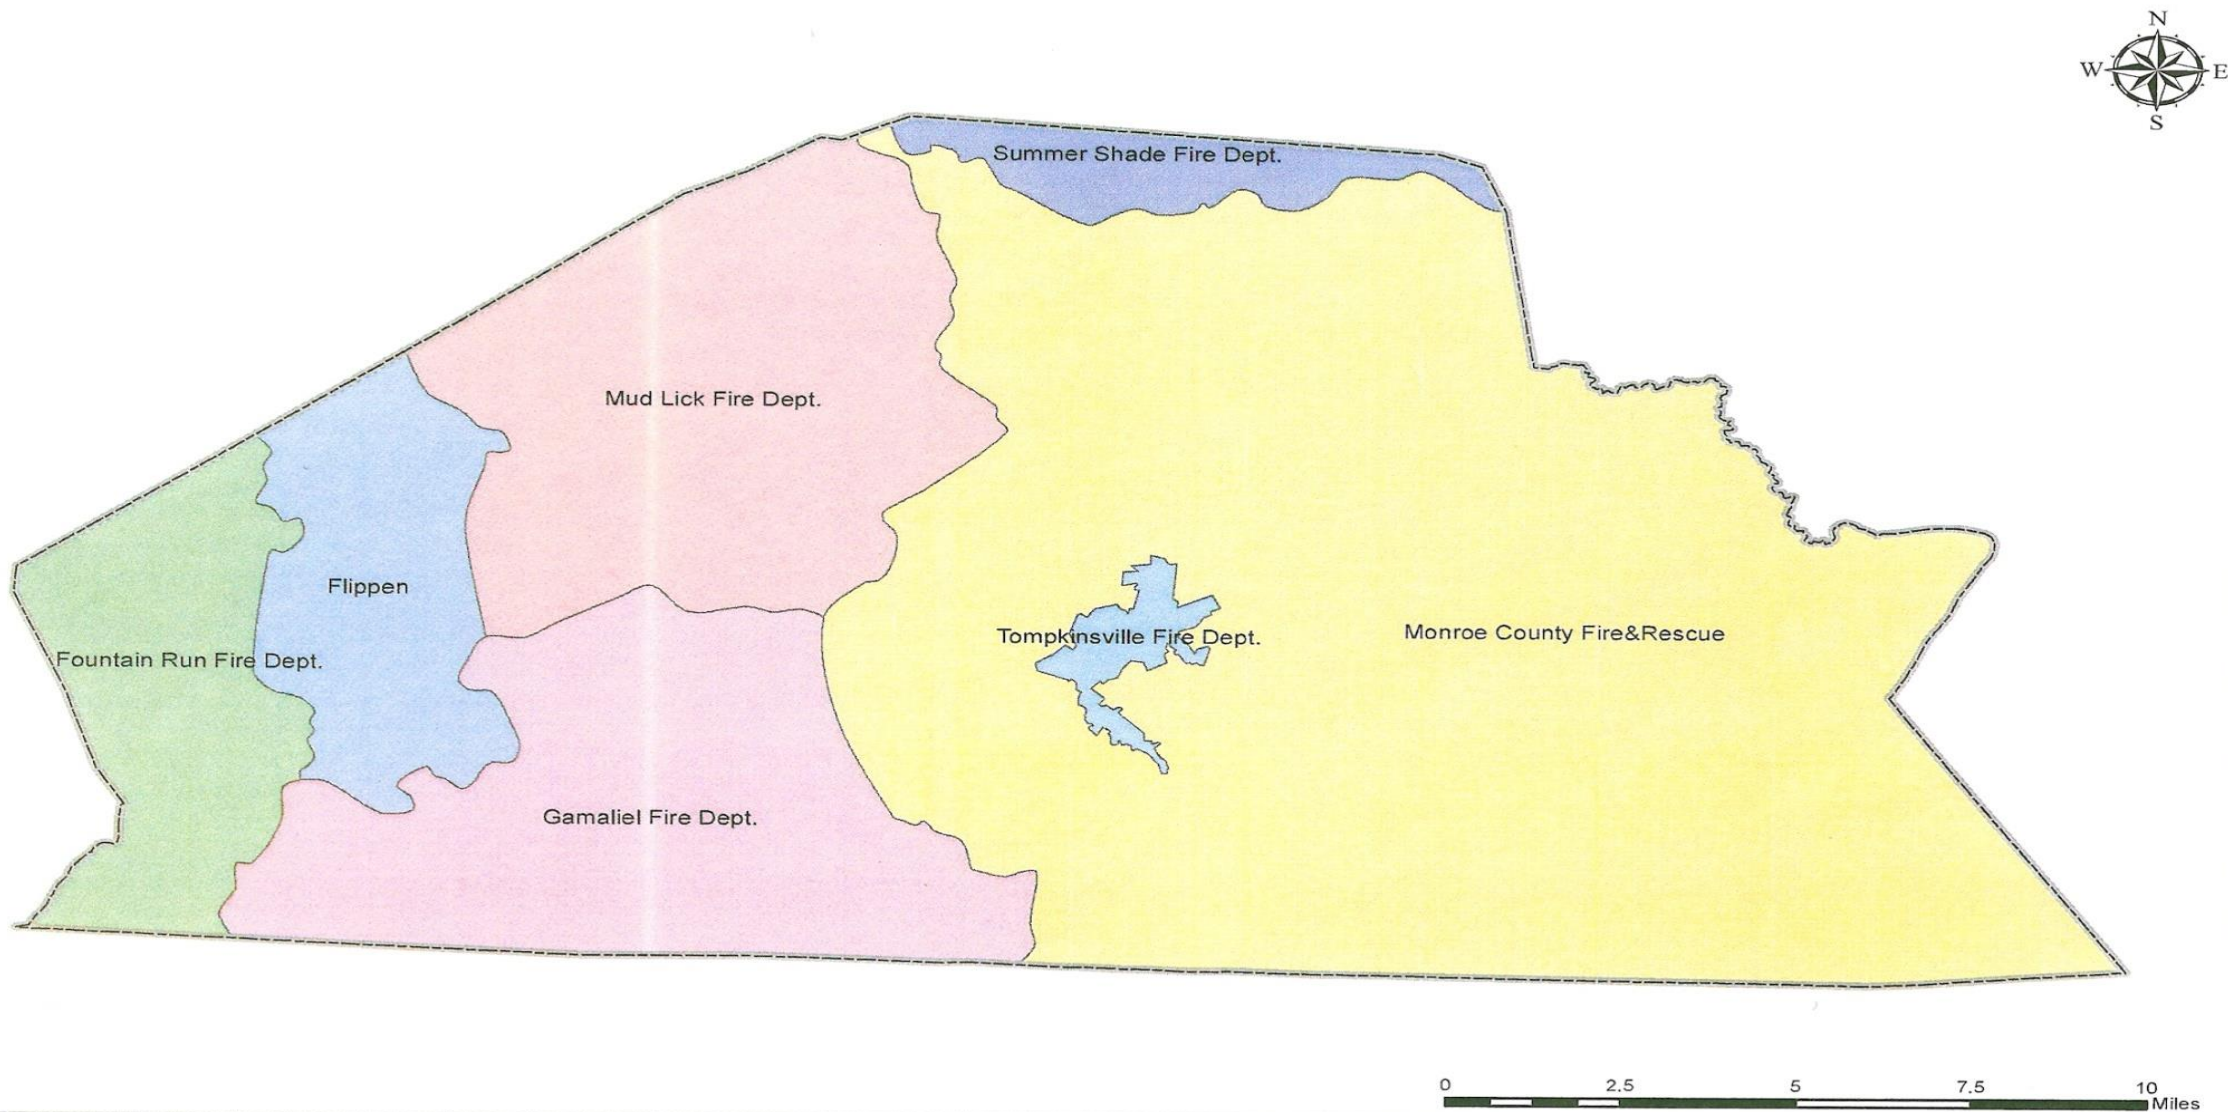 N
W E
S
Summer Shade Fire Dept.
Mud Lick Fire Dept.
Flippen
Tompkinsville Fire Dept.
Monroe County Fire&Rescue
Fountain Run Fire Dept.
Gamaliel Fire Dept.
0 2.5 5 7.5 10
Miles